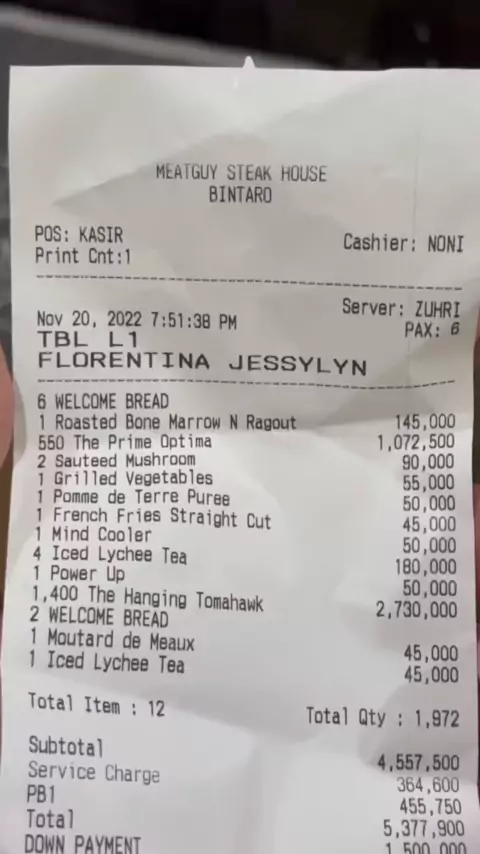 MEATGUY STEAK HOUSE
BINTARO
POS: KASIR Cashier: NONI
Print Cnt:1
Server: ZUHRI
Nov 20, 2022 7:51:38 PM PAX: 6
TBL L1
FLORENTINA JESSYLYN
6 WELCOME BREAD
1 Roasted Bone Marrow N Ragout 145,000
550 The Prime Optima 1,072,500
2 Sauteed Mushroom 90,000
1 Grilled Vegetables 55,000
1 Pomme de Terre Puree 50,000
1 French Fries Straight Cut 45,000
1 Mind Cooler 50,000
4 Iced Lychee Tea 180,000
1 Power Up 50,000
1,400 The Hanging Tomahawk 2,730,000
2 WELCOME BREAD
1 Moutard de Meaux 45,000
1 Iced Lychee Tea 45,000
Total Item : 12 Total Qty : 1,972
Subtotal 4,557,500
Service Charge 364,600
PB1 455,750
Total 5,377,900
DOWN PAYMENT 1,500,000